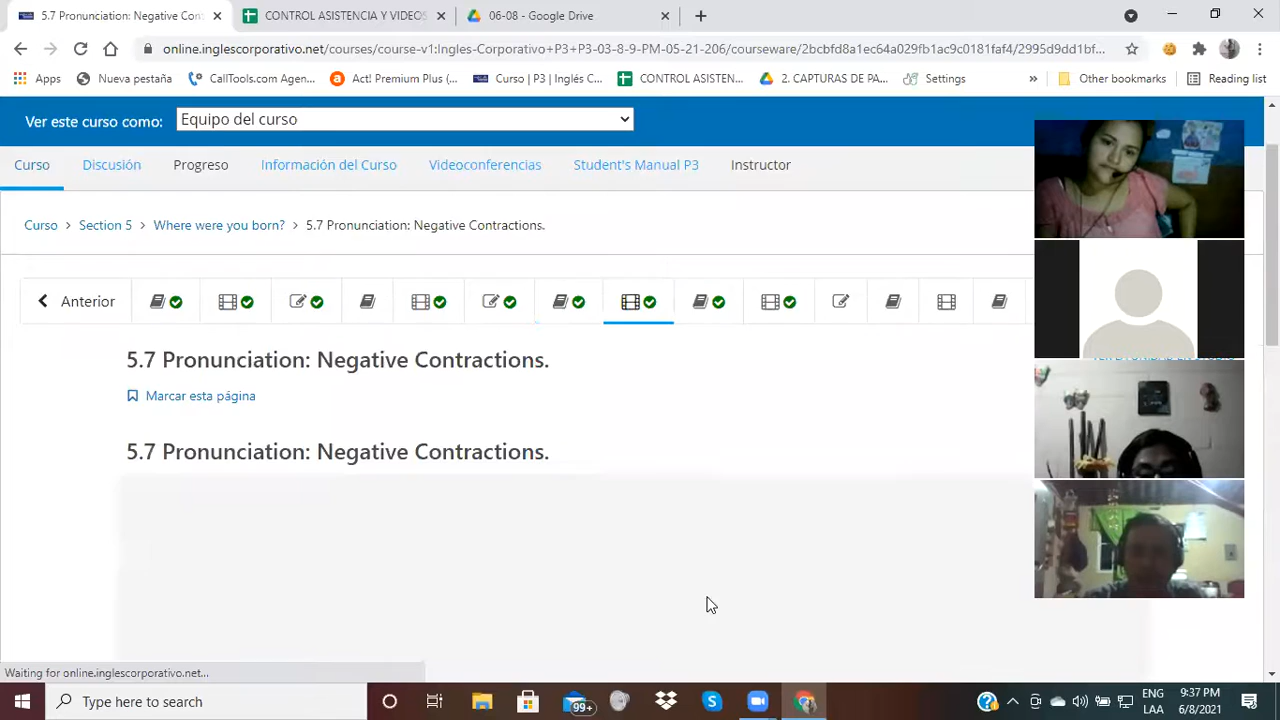 5.7 Pronunciation: Negative Con
CONTROL ASISTENCIA Y VIDEOS
06-08 - Google Drive
online.inglescorporativo.net/courses/course-v1:Ingles-Corporativo+P3+P3-03-8-9-PM-05-21-206/courseware/2bcbfd8a1ec64a029fb1ac9c0181faf4/2995d9dd1bf...
Apps Nueva pestaña CallTools.com Agen... Act! Premium Plus (... Curso | P3 | Inglés C... CONTROL ASISTEN... 2. CAPTURAS DE PA... Settings » Other bookmarks Reading list
Ver este curso como: Equipo del curso
Curso Discusión Progreso Información del Curso Videoconferencias Student's Manual P3 Instructor
Curso > Section 5 > Where were you born? > 5.7 Pronunciation: Negative Contractions.
Anterior
5.7 Pronunciation: Negative Contractions.
Marcar esta página
5.7 Pronunciation: Negative Contractions.
Waiting for online.inglescorporativo.net...
Type here to search
99+
ENG 9:37 PM
LAA 6/8/2021